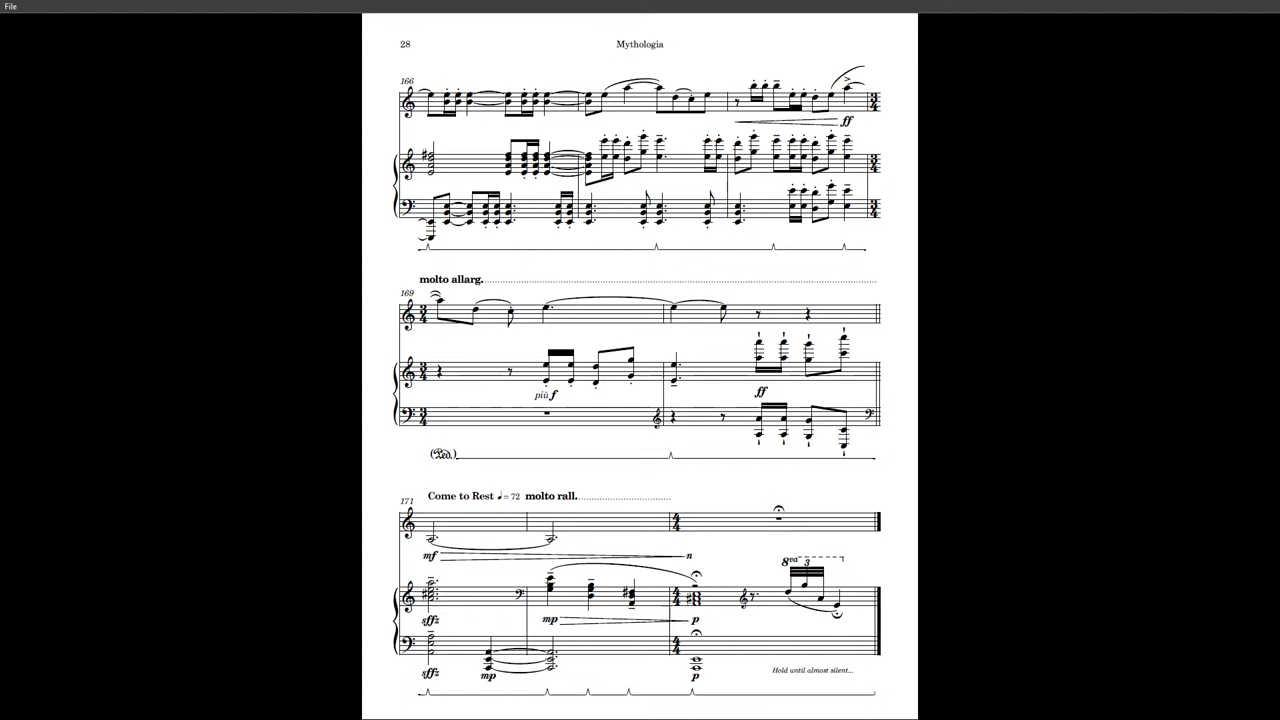 File
28 Mythologia
166
ff
molto allarg.
169
più f
ff
(Ped.)
Come to Rest ♩= 72 molto rall.
171
mf n
8va 3
sffz mp p
sffz mp p
Hold until almost silent...